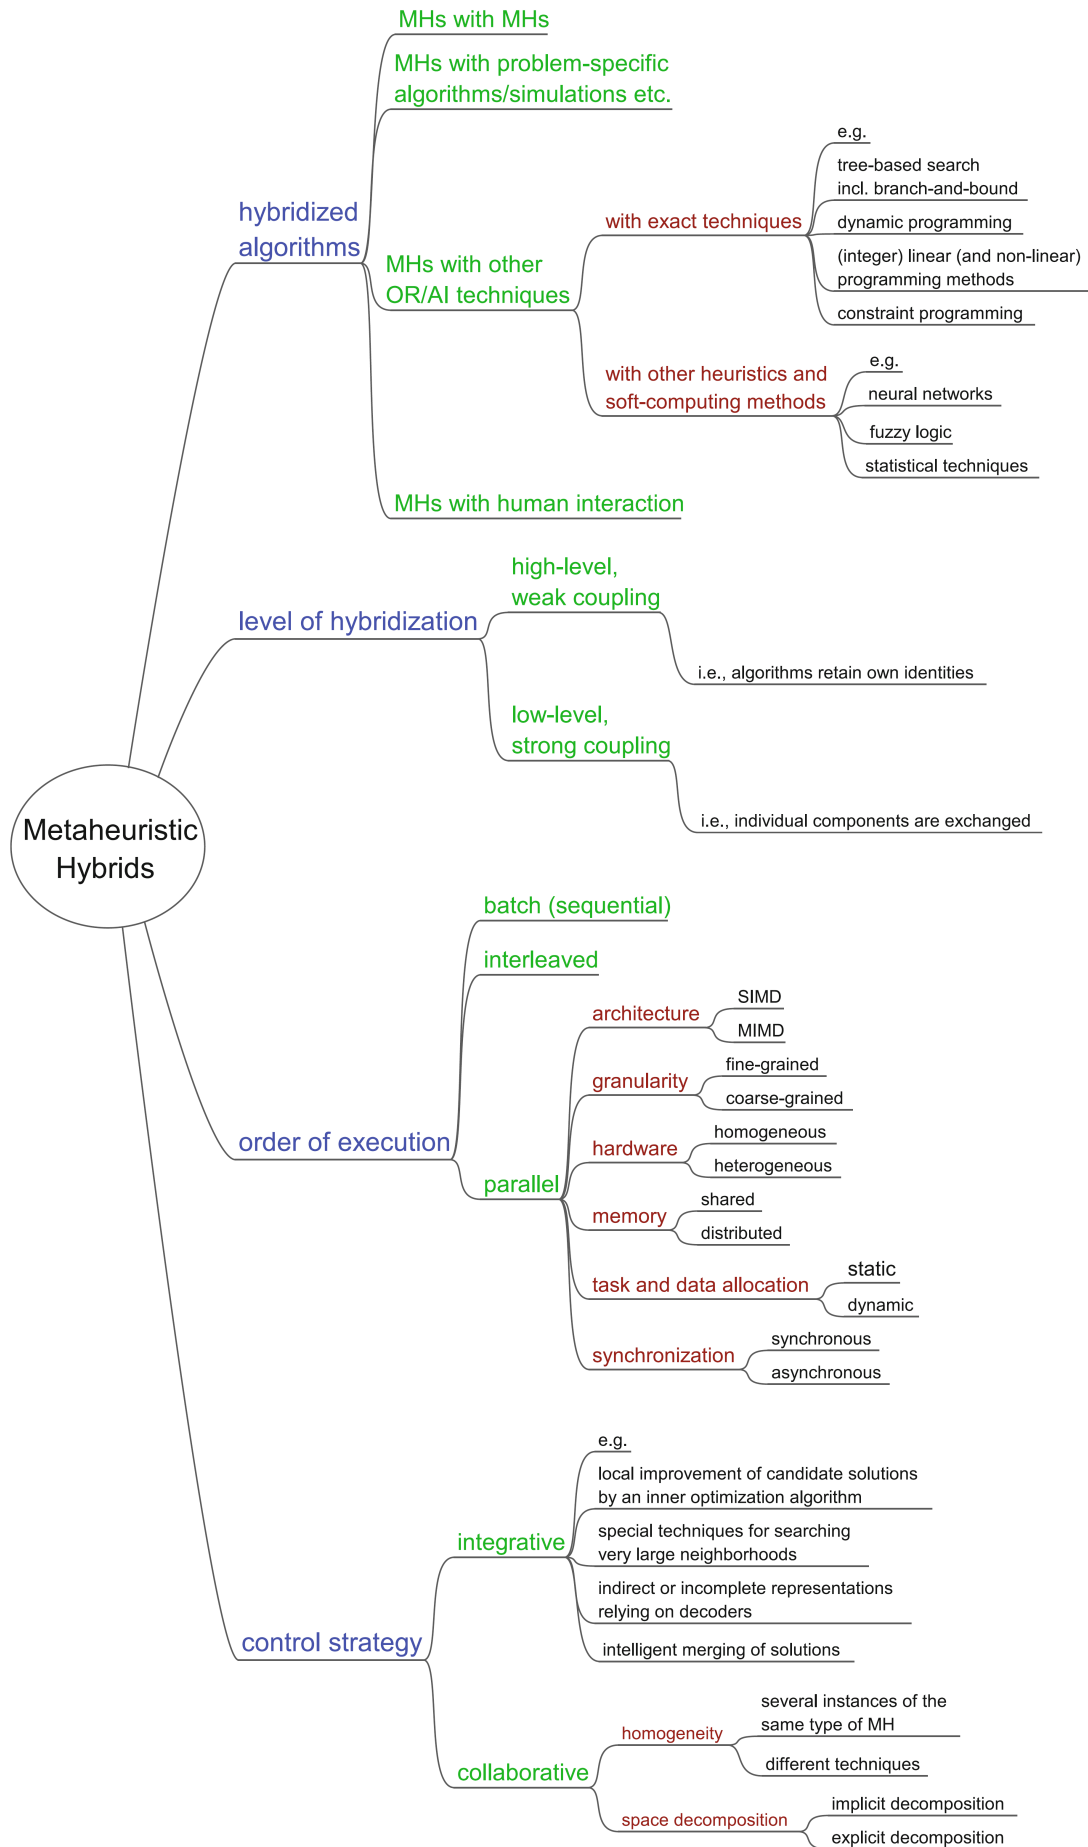 MHs with MHs
MHs with problem-specific
algorithms/simulations etc.
hybridized
algorithms
MHs with other
OR/AI techniques
with exact techniques
e.g.
tree-based search
incl. branch-and-bound
dynamic programming
(integer) linear (and non-linear)
programming methods
constraint programming
with other heuristics and
soft-computing methods
e.g.
neural networks
fuzzy logic
statistical techniques
MHs with human interaction
level of hybridization
high-level,
weak coupling
i.e., algorithms retain own identities
low-level,
strong coupling
i.e., individual components are exchanged
Metaheuristic
Hybrids
order of execution
batch (sequential)
interleaved
parallel
architecture
SIMD
MIMD
granularity
fine-grained
coarse-grained
hardware
homogeneous
heterogeneous
memory
shared
distributed
task and data allocation
static
dynamic
synchronization
synchronous
asynchronous
control strategy
integrative
e.g.
local improvement of candidate solutions
by an inner optimization algorithm
special techniques for searching
very large neighborhoods
indirect or incomplete representations
relying on decoders
intelligent merging of solutions
collaborative
homogeneity
several instances of the
same type of MH
different techniques
space decomposition
implicit decomposition
explicit decomposition